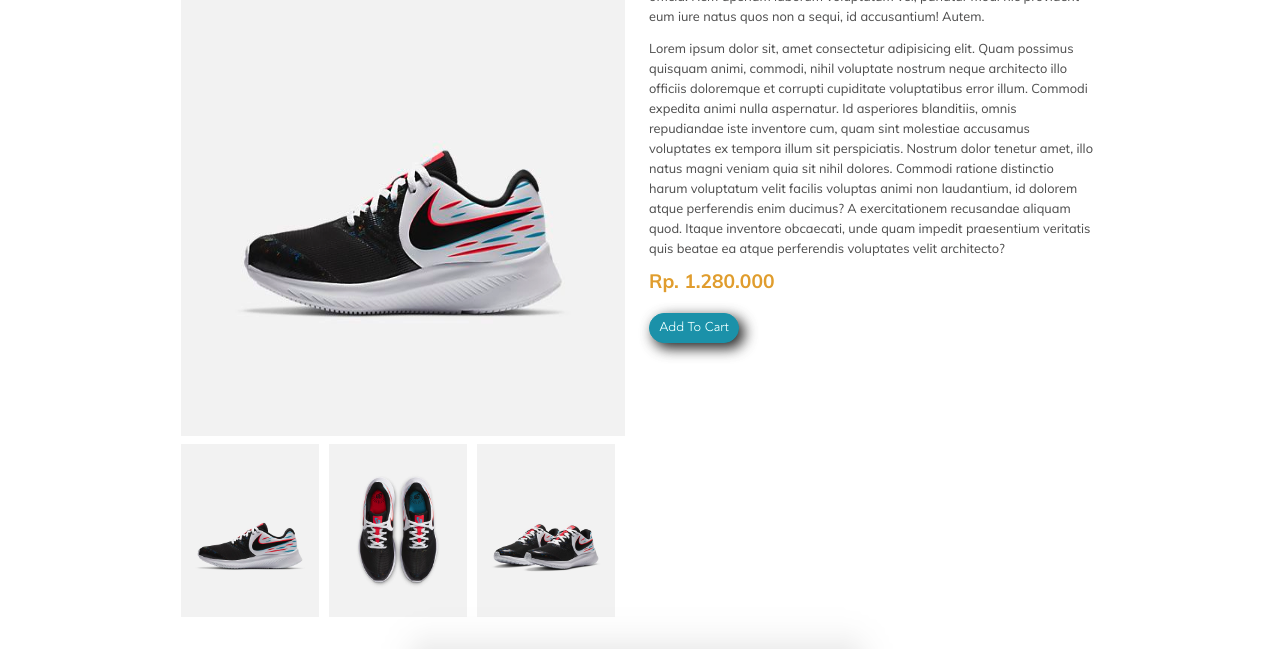 eum iure natus quos non a sequi, id accusantium! Autem.
Lorem ipsum dolor sit, amet consectetur adipisicing elit. Quam possimus
quisquam animi, commodi, nihil voluptate nostrum neque architecto illo
officiis doloremque et corrupti cupiditate voluptatibus error illum. Commodi
expedita animi nulla aspernatur. Id asperiores blanditiis, omnis
repudiandae iste inventore cum, quam sint molestiae accusamus
voluptates ex tempora illum sit perspiciatis. Nostrum dolor tenetur amet, illo
natus magni veniam quia sit nihil dolores. Commodi ratione distinctio
harum voluptatum velit facilis voluptas animi non laudantium, id dolorem
atque perferendis enim ducimus? A exercitationem recusandae aliquam
quod. Itaque inventore obcaecati, unde quam impedit praesentium veritatis
quis beatae ea atque perferendis voluptates velit architecto?
Rp. 1.280.000
Add To Cart